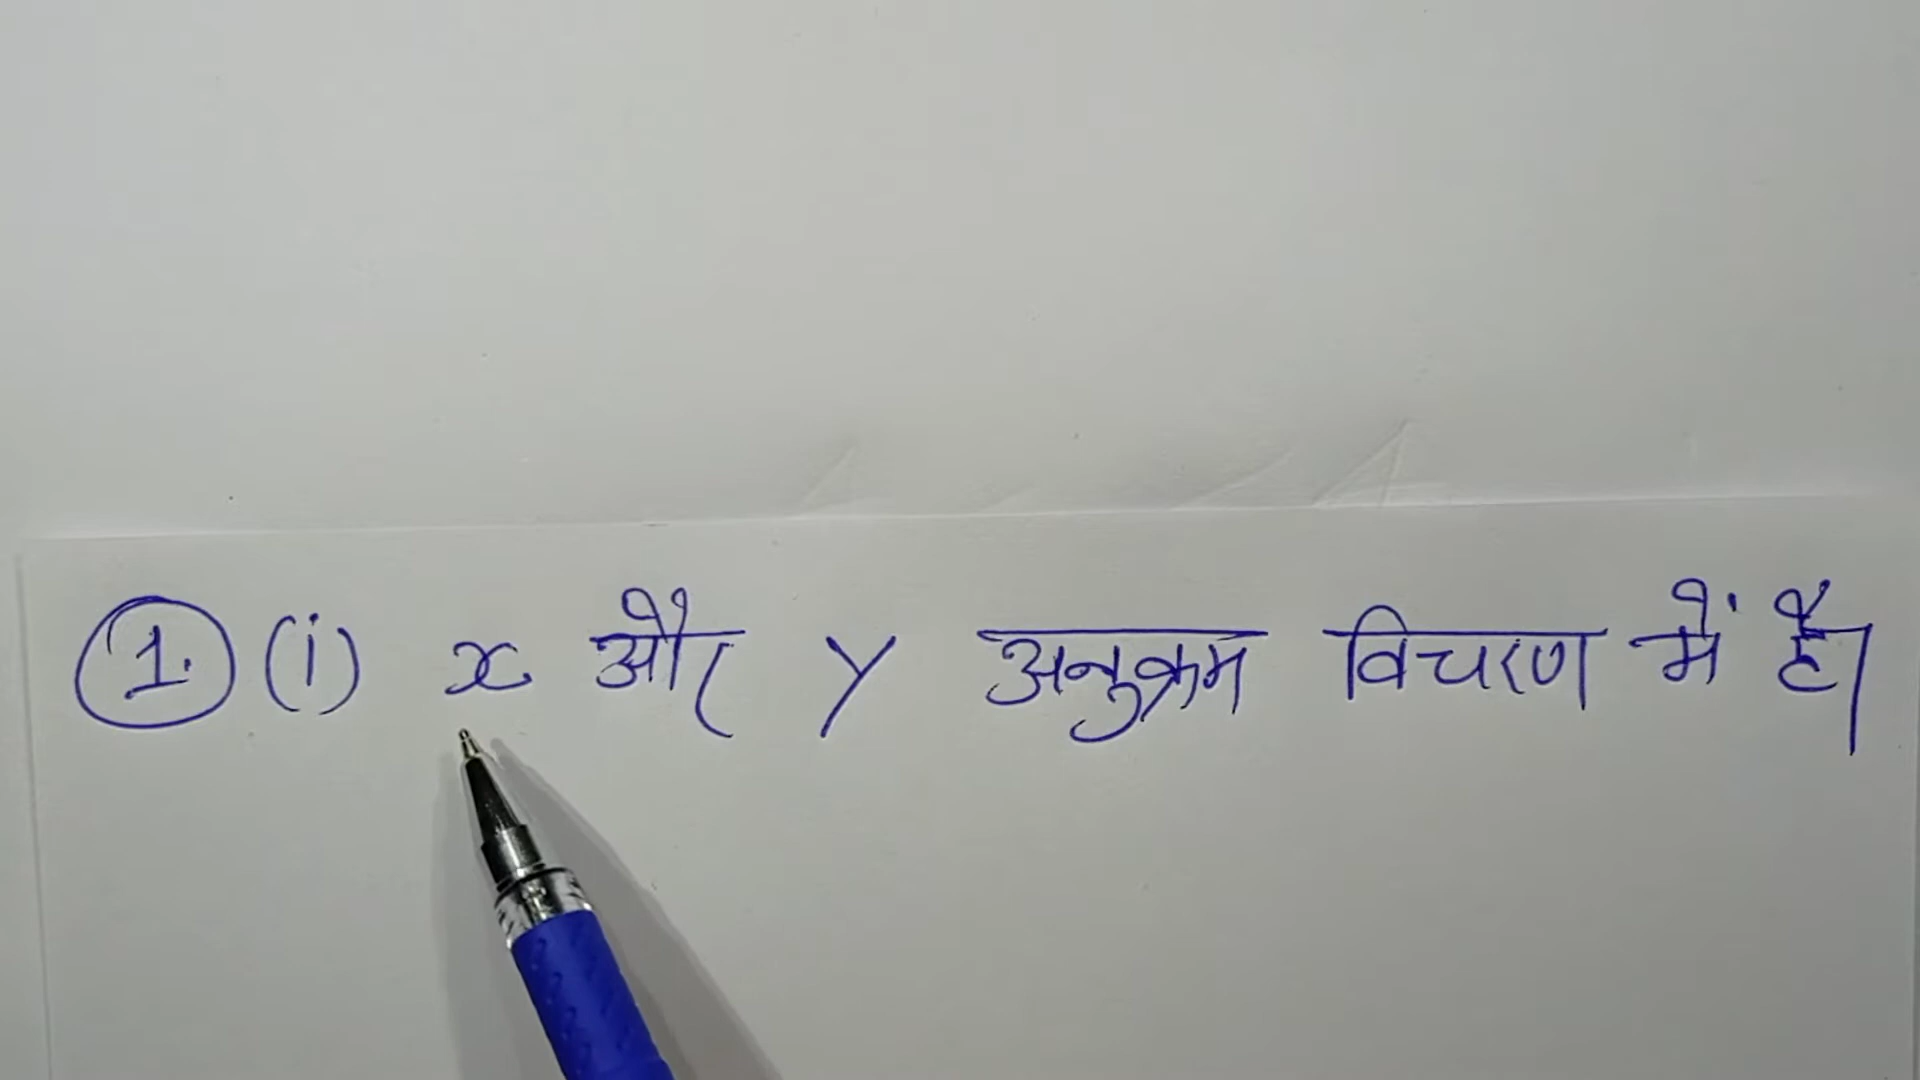 1. (i) x और y अनुक्रम विचरण में है।